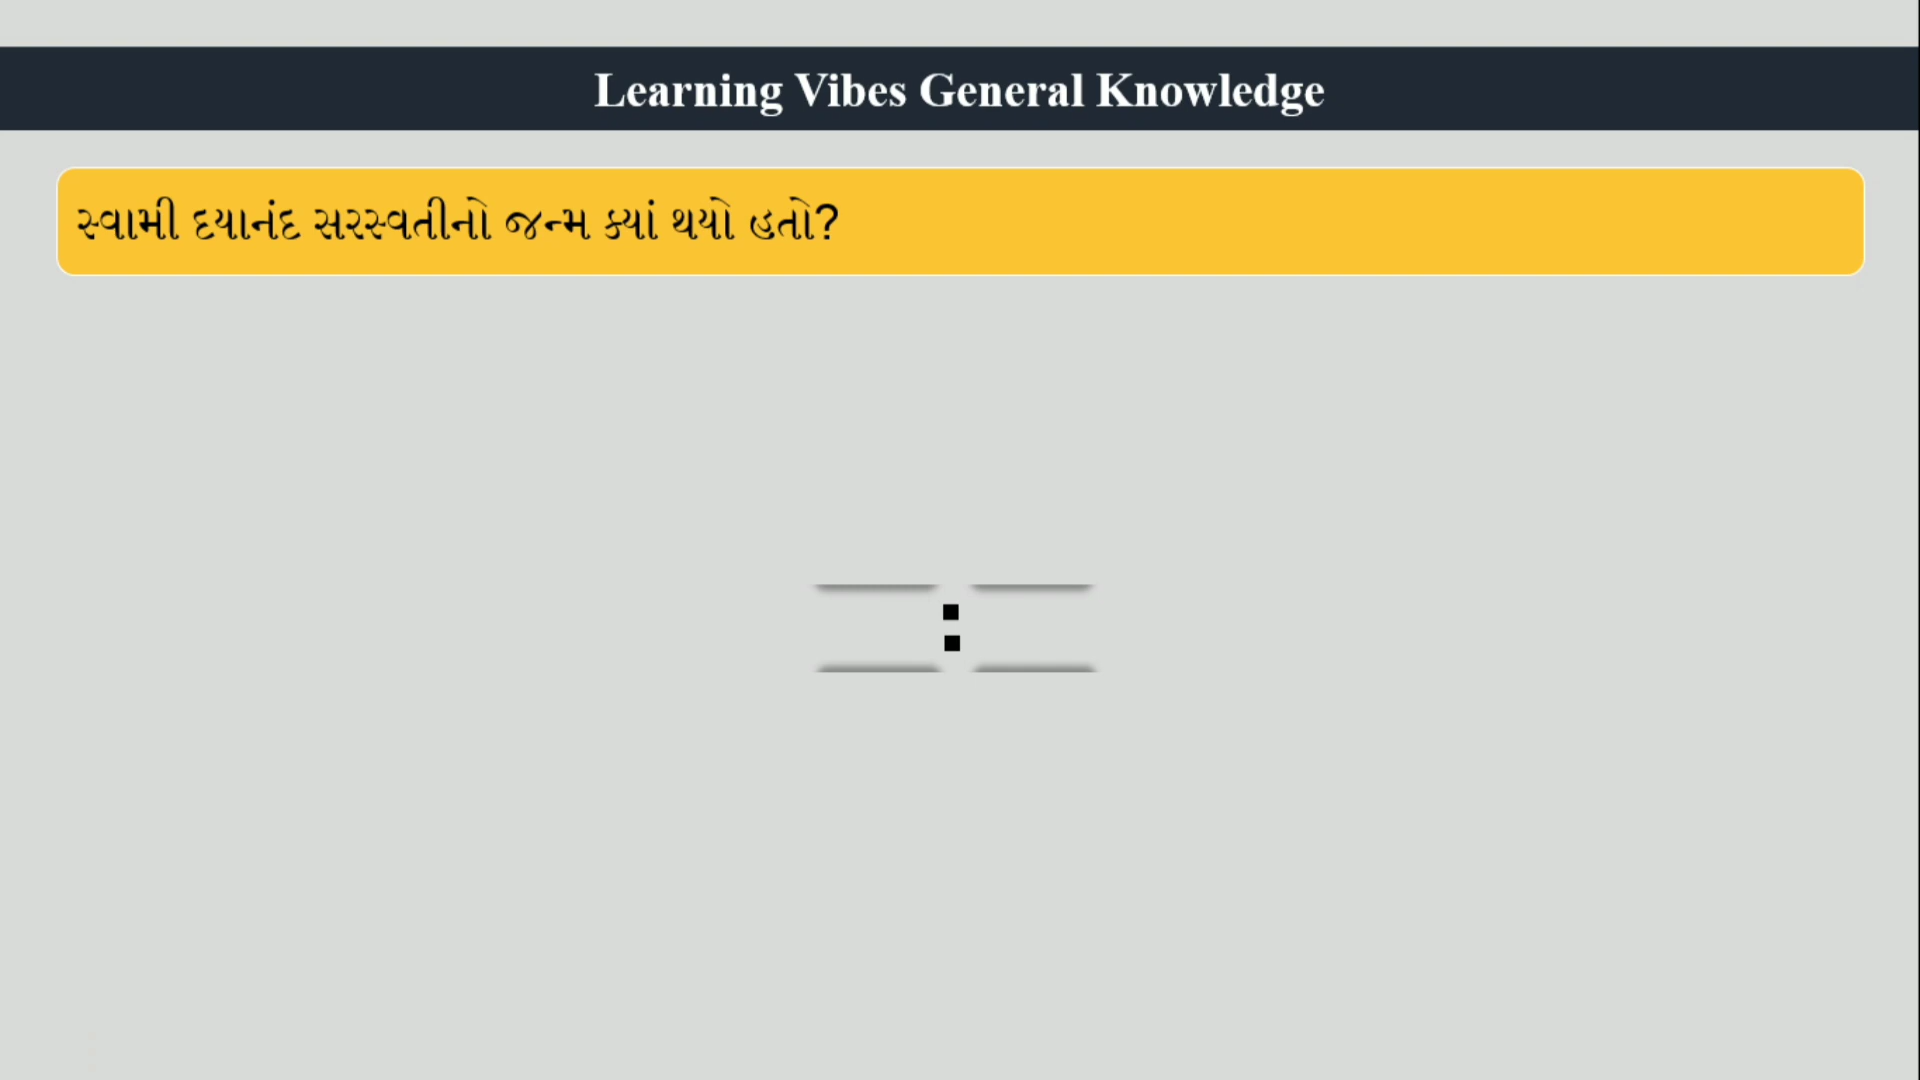 Learning Vibes General Knowledge
સ્વામી દયાનંદ સરસ્વતીનો જન્મ ક્યાં થયો હતો?
: